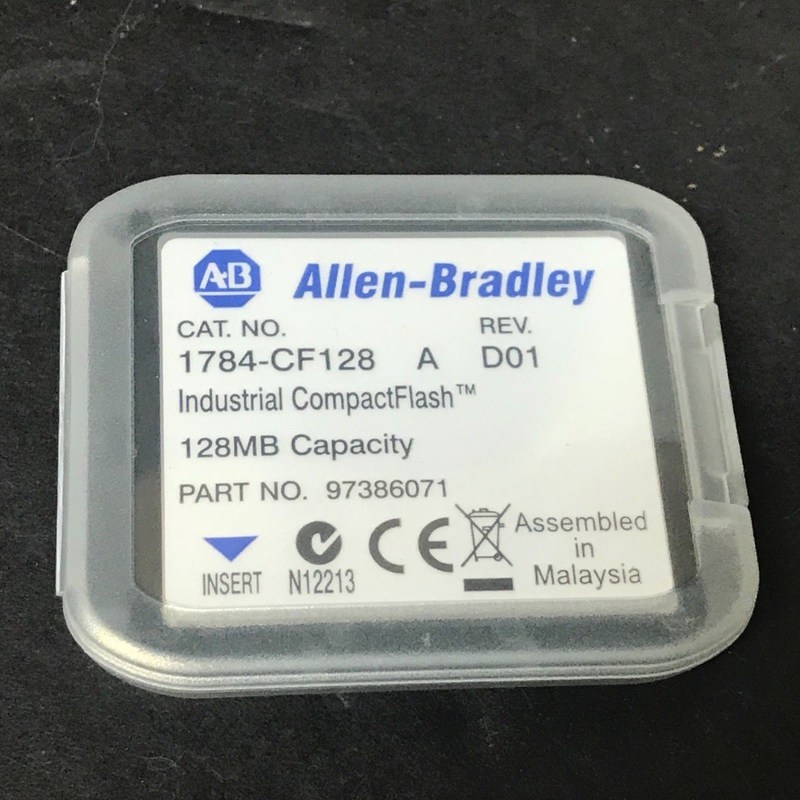 AB Allen-Bradley
CAT. NO. REV.
1784-CF128 A D01
Industrial CompactFlash™
128MB Capacity
PART NO. 97386071
INSERT
N12213
CE
Assembled
in
Malaysia